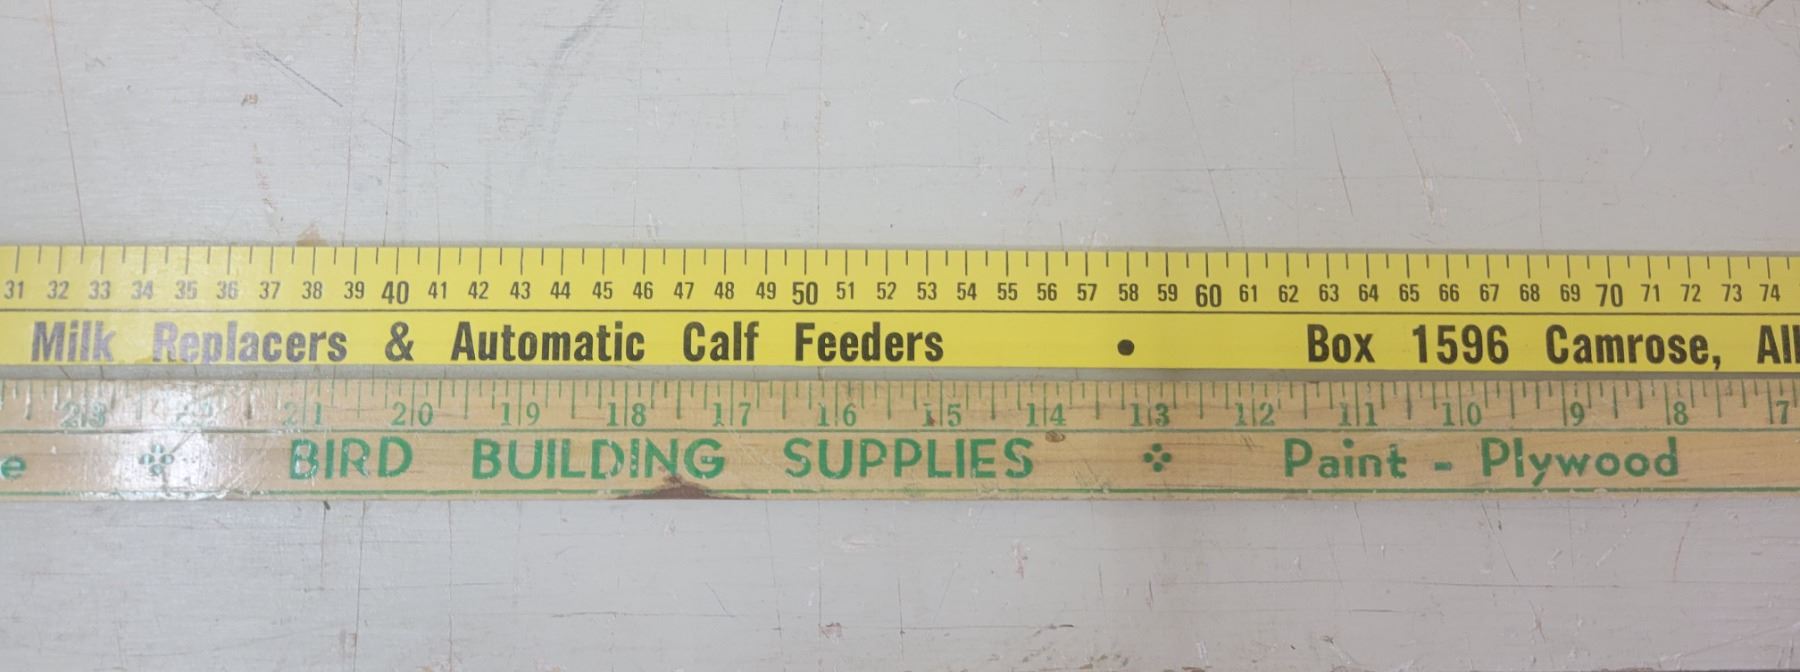 31 32 33 34 35 36 37 38 39 40 41 42 43 44 45 46 47 48 49 50 51 52 53 54 55 56 57 58 59 60 61 62 63 64 65 66 67 68 69 70 71 72 73 74
Milk Replacers & Automatic Calf Feeders • Box 1596 Camrose, Al
23 22 21 20 19 18 17 16 15 14 13 12 11 10 9 8 7
e BIRD BUILDING SUPPLIES Paint - Plywood